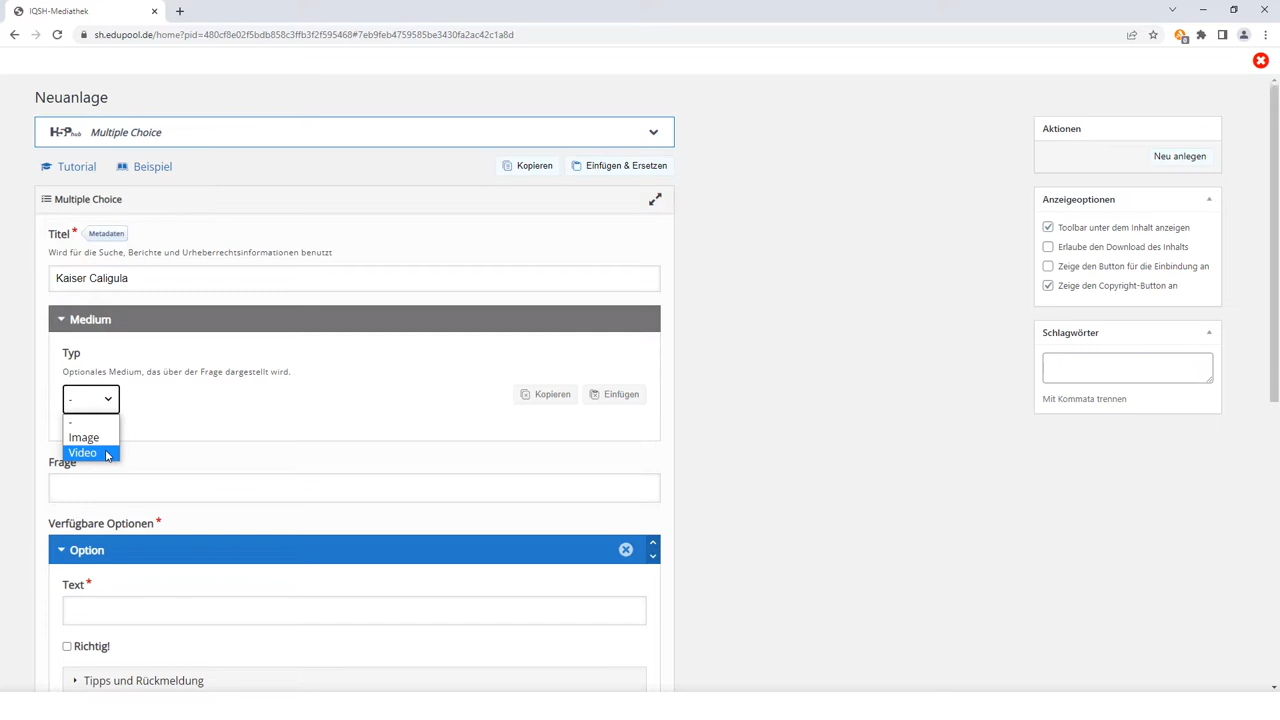 IQSH-Mediathek
sh.edupool.de/home?pid=480cf8e02f5bdb858c3ffb3f2f595468#7eb9feb4759585be3430fa2ac42c1a8d
Neuanlage
H5P hub Multiple Choice
Tutorial Beispiel Kopieren Einfügen & Ersetzen
Multiple Choice
Titel* Metadaten
Wird für die Suche, Berichte und Urheberrechtsinformationen benutzt
Kaiser Caligula
Medium
Typ
Optionales Medium, das über der Frage dargestellt wird.
- Kopieren Einfügen
-
Image
Video
Frage
Verfügbare Optionen*
Option
Text*
Richtig!
Tipps und Rückmeldung
Aktionen
Neu anlegen
Anzeigeoptionen
Toolbar unter dem Inhalt anzeigen
Erlaube den Download des Inhalts
Zeige den Button für die Einbindung an
Zeige den Copyright-Button an
Schlagwörter
Mit Kommata trennen